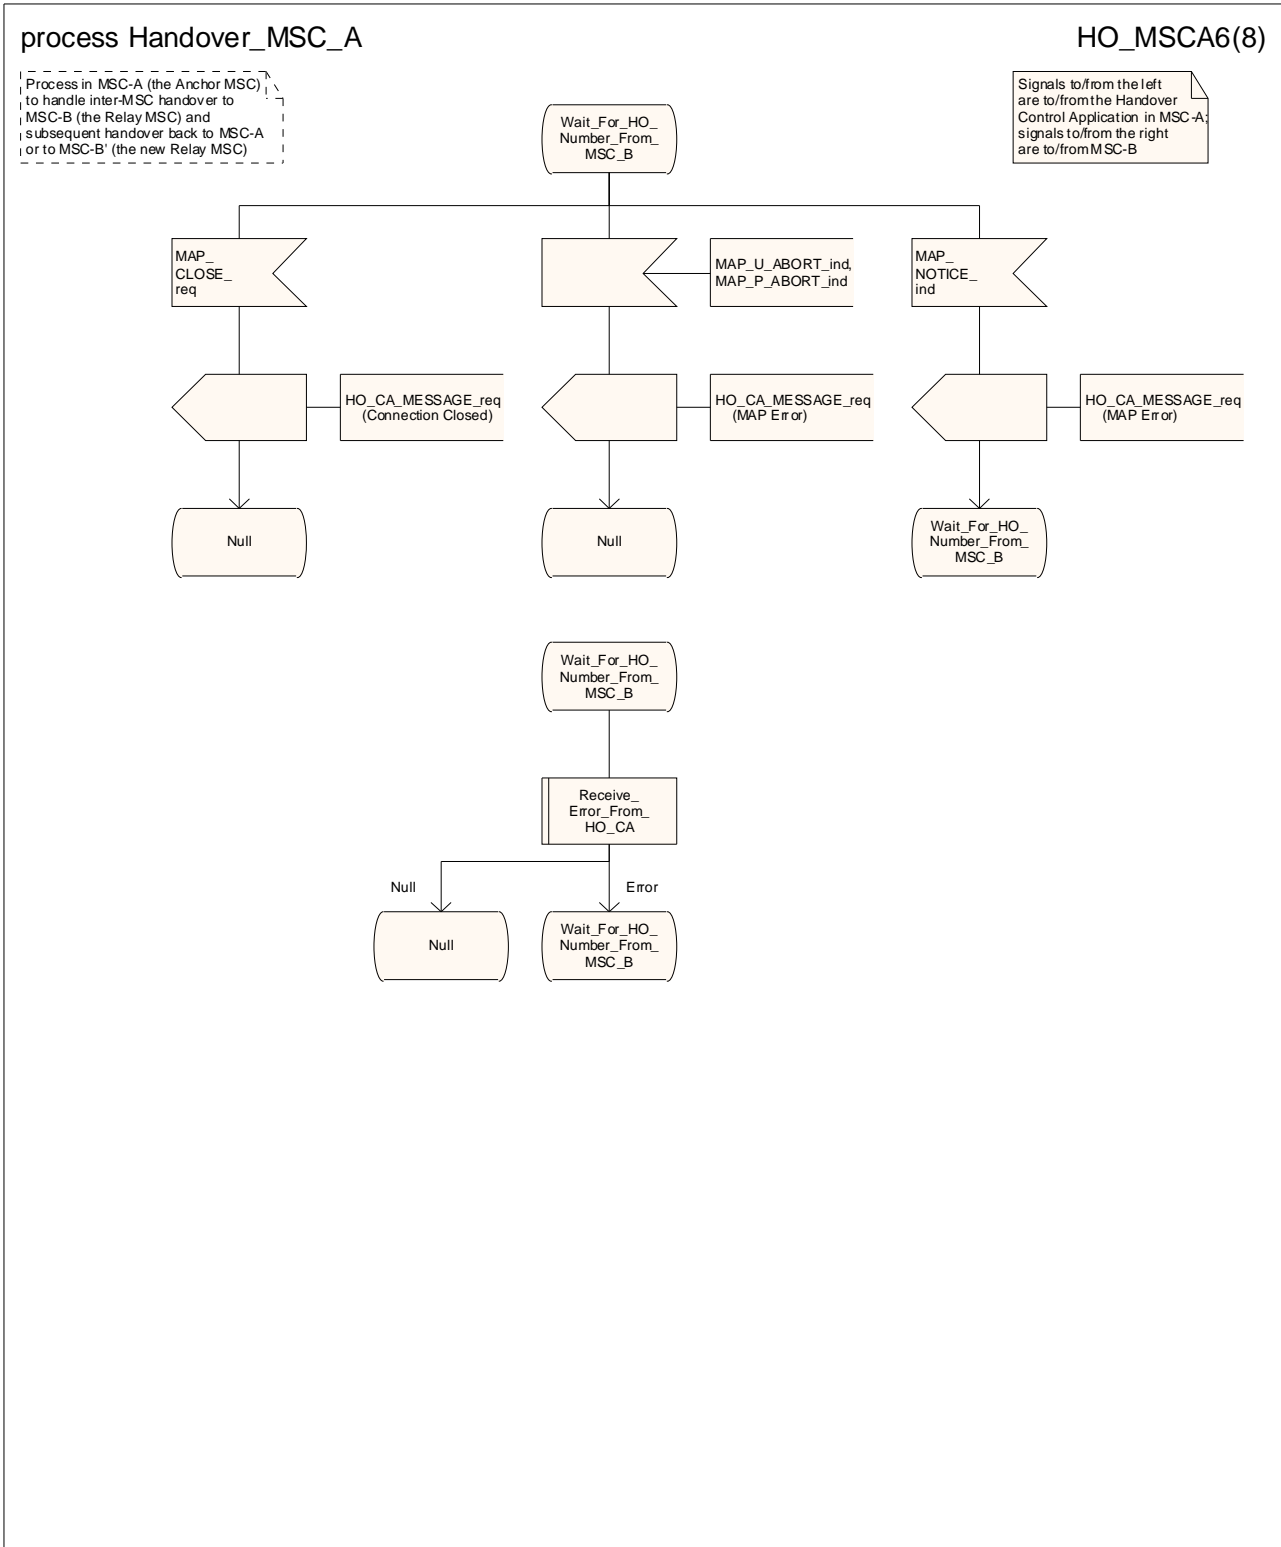 process Handover_MSC_A
HO_MSCA6(8)
Process in MSC-A (the Anchor MSC)
to handle inter-MSC handover to
MSC-B (the Relay MSC) and
subsequent handover back to MSC-A
or to MSC-B' (the new Relay MSC)
Signals to/from the left
are to/from the Handover
Control Application in MSC-A;
signals to/from the right
are to/from MSC-B
Wait_For_HO_
Number_From_
MSC_B
MAP_
CLOSE_
req
MAP_U_ABORT_ind,
MAP_P_ABORT_ind
MAP_
NOTICE_
ind
HO_CA_MESSAGE_req
(Connection Closed)
HO_CA_MESSAGE_req
(MAP Error)
HO_CA_MESSAGE_req
(MAP Error)
Null
Null
Wait_For_HO_
Number_From_
MSC_B
Wait_For_HO_
Number_From_
MSC_B
Receive_
Error_From_
HO_CA
Null
Error
Null
Wait_For_HO_
Number_From_
MSC_B